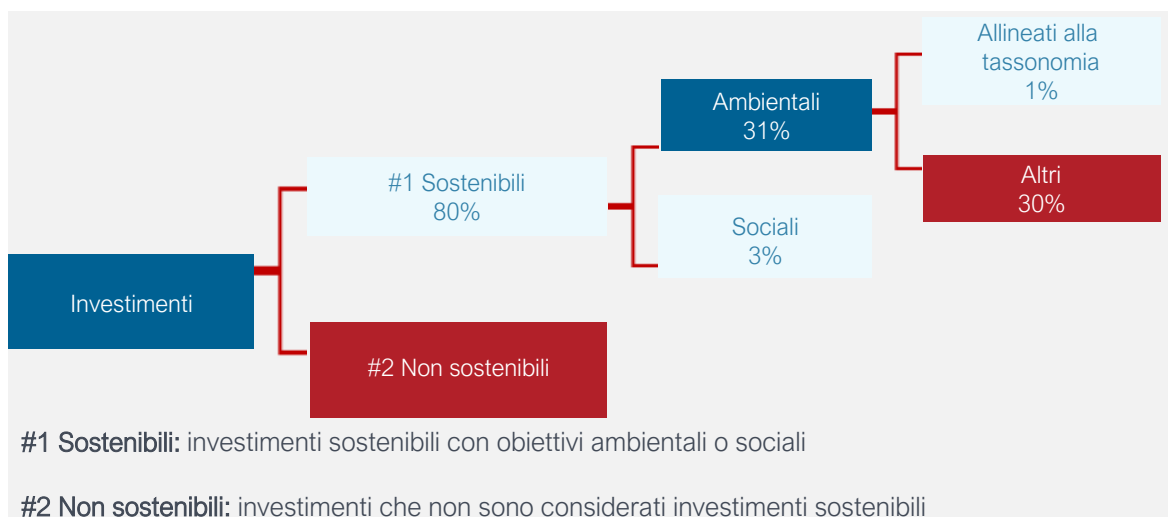 Allineati alla
tassonomia
1%
Ambientali
31%
Altri
30%
#1 Sostenibili
80%
Sociali
3%
Investimenti
#2 Non sostenibili
#1 Sostenibili: investimenti sostenibili con obiettivi ambientali o sociali
#2 Non sostenibili: investimenti che non sono considerati investimenti sostenibili